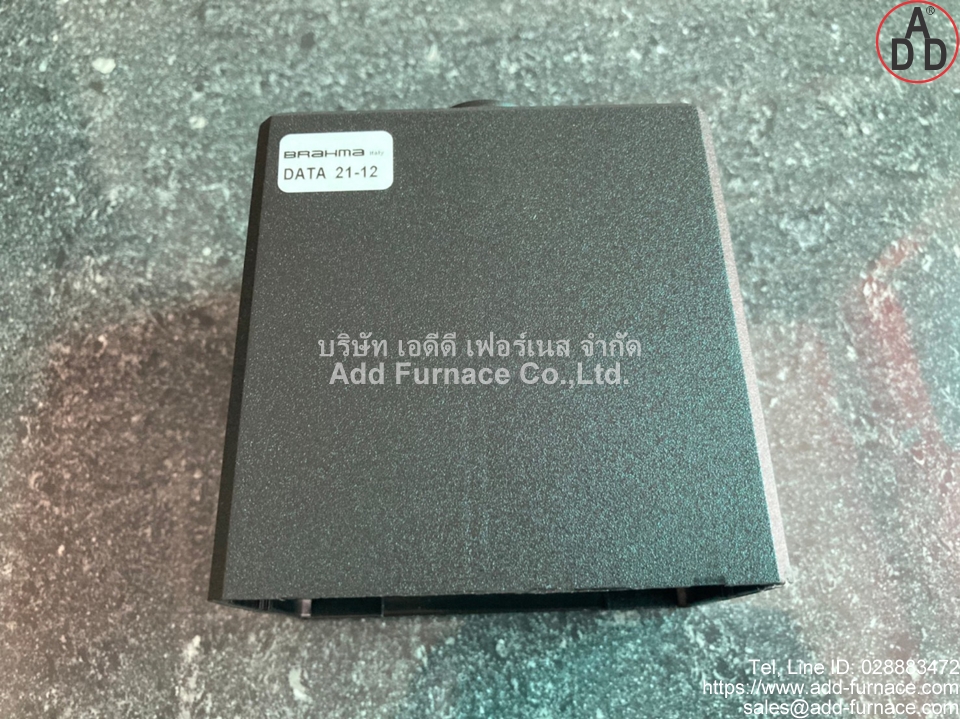 ADD®
BRAHMA
DATA 21-12
บริษัท เอดีดี เฟอร์เนส จำกัด
Add Furnace Co.,Ltd.
Tel, Line ID: 028883472
https://www.add-furnace.com
sales@add-furnace.com